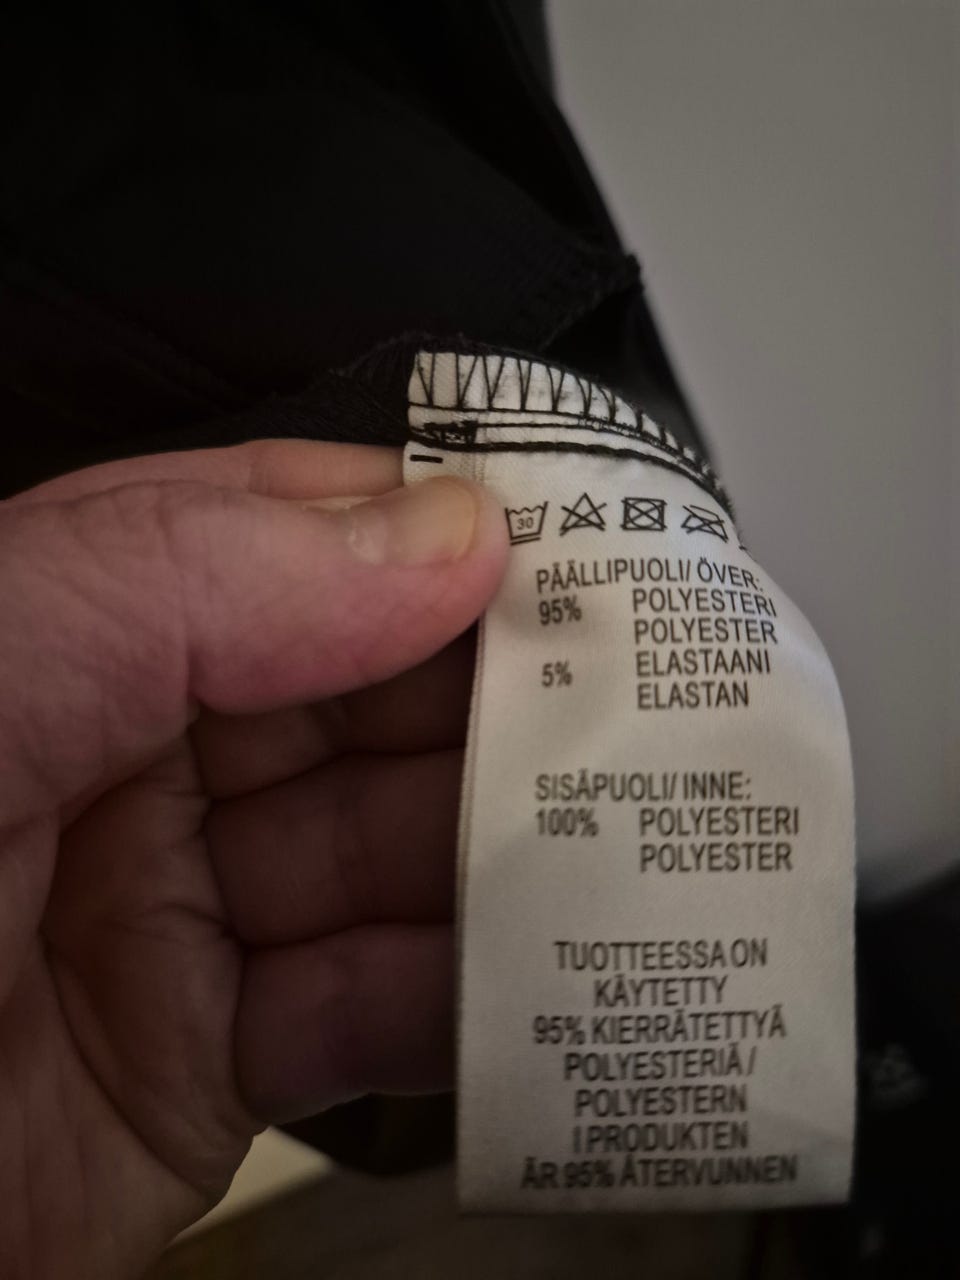 30
PÄÄLLIPUOLI/ ÖVER:
95% POLYESTERI
POLYESTER
5% ELASTAANI
ELASTAN
SISÄPUOLI/ INNE:
100% POLYESTERI
POLYESTER
TUOTTEESSA ON
KÄYTETTY
95% KIERRÄTETTYÄ
POLYESTERIÄ /
POLYESTERN
I PRODUKTEN
ÄR 95% ÅTERVUNNEN